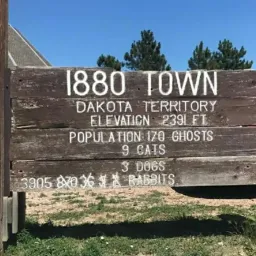 1880 TOWN
DAKOTA TERRITORY
ELEVATION 2391 FT
POPULATION 170 GHOSTS
9 CATS
3 DOGS
RABBITS